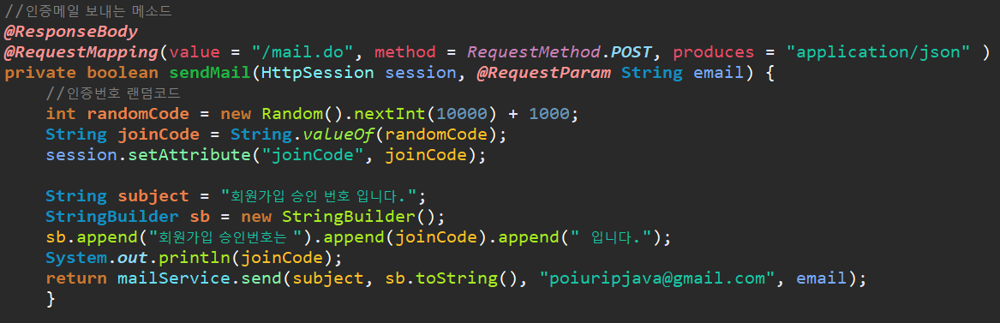 //인증메일 보내는 메소드
@ResponseBody
@RequestMapping(value = "/mail.do", method = RequestMethod.POST, produces = "application/json" )
private boolean sendMail(HttpSession session, @RequestParam String email) {
    //인증번호 랜덤코드
    int randomCode = new Random().nextInt(10000) + 1000;
    String joinCode = String.valueOf(randomCode);
    session.setAttribute("joinCode", joinCode);

    String subject = "회원가입 승인 번호 입니다.";
    StringBuilder sb = new StringBuilder();
    sb.append("회원가입 승인번호는 ").append(joinCode).append(" 입니다.");
    System.out.println(joinCode);
    return mailService.send(subject, sb.toString(), "poiuripjava@gmail.com", email);
    }